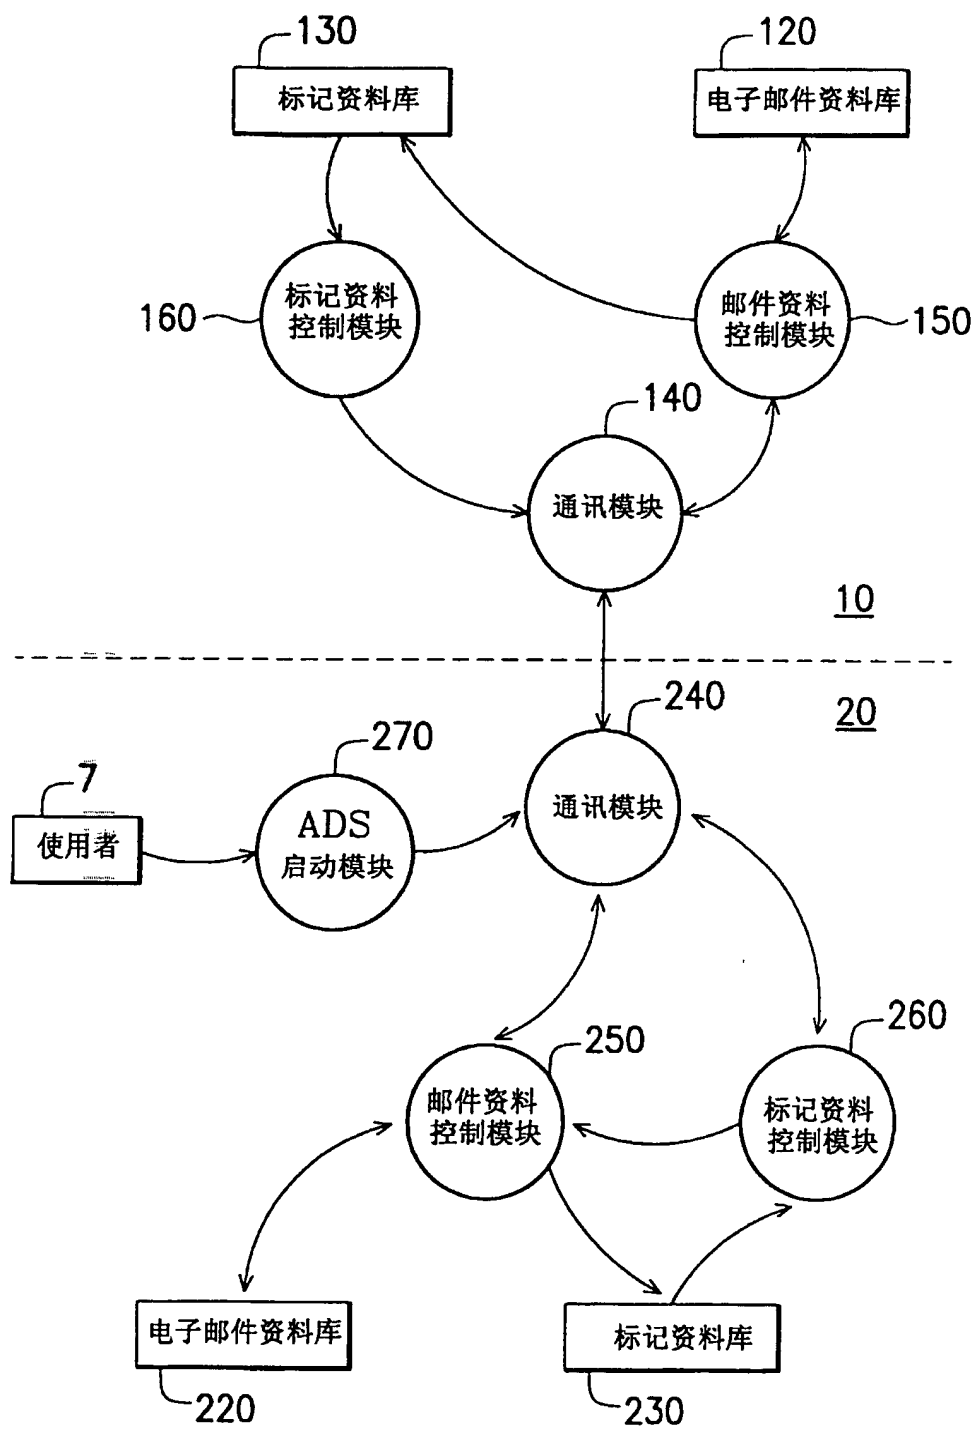 130
120
标记资料库
电子邮件资料库
标记资料
控制模块
160
邮件资料
控制模块
150
140
通讯模块
10
20
240
270
7
使用者
ADS
启动模块
通讯模块
260
250
邮件资料
控制模块
标记资料
控制模块
电子邮件资料库
标记资料库
220
230